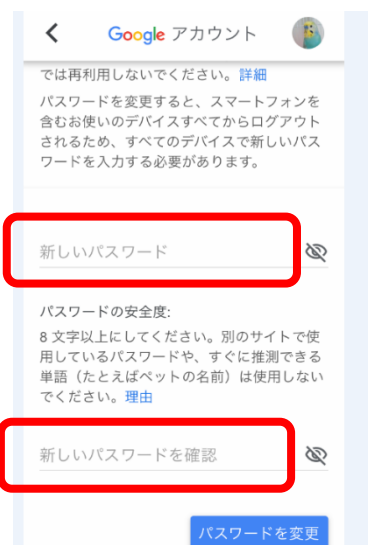 Google アカウント
では再利用しないでください。詳細
パスワードを変更すると、スマートフォンを
含むお使いのデバイスすべてからログアウト
されるため、すべてのデバイスで新しいパス
ワードを入力する必要があります。
新しいパスワード
パスワードの安全度:
8 文字以上にしてください。別のサイトで使
用しているパスワードや、すぐに推測できる
単語（たとえばペットの名前）は使用しない
でください。理由
新しいパスワードを確認
パスワードを変更